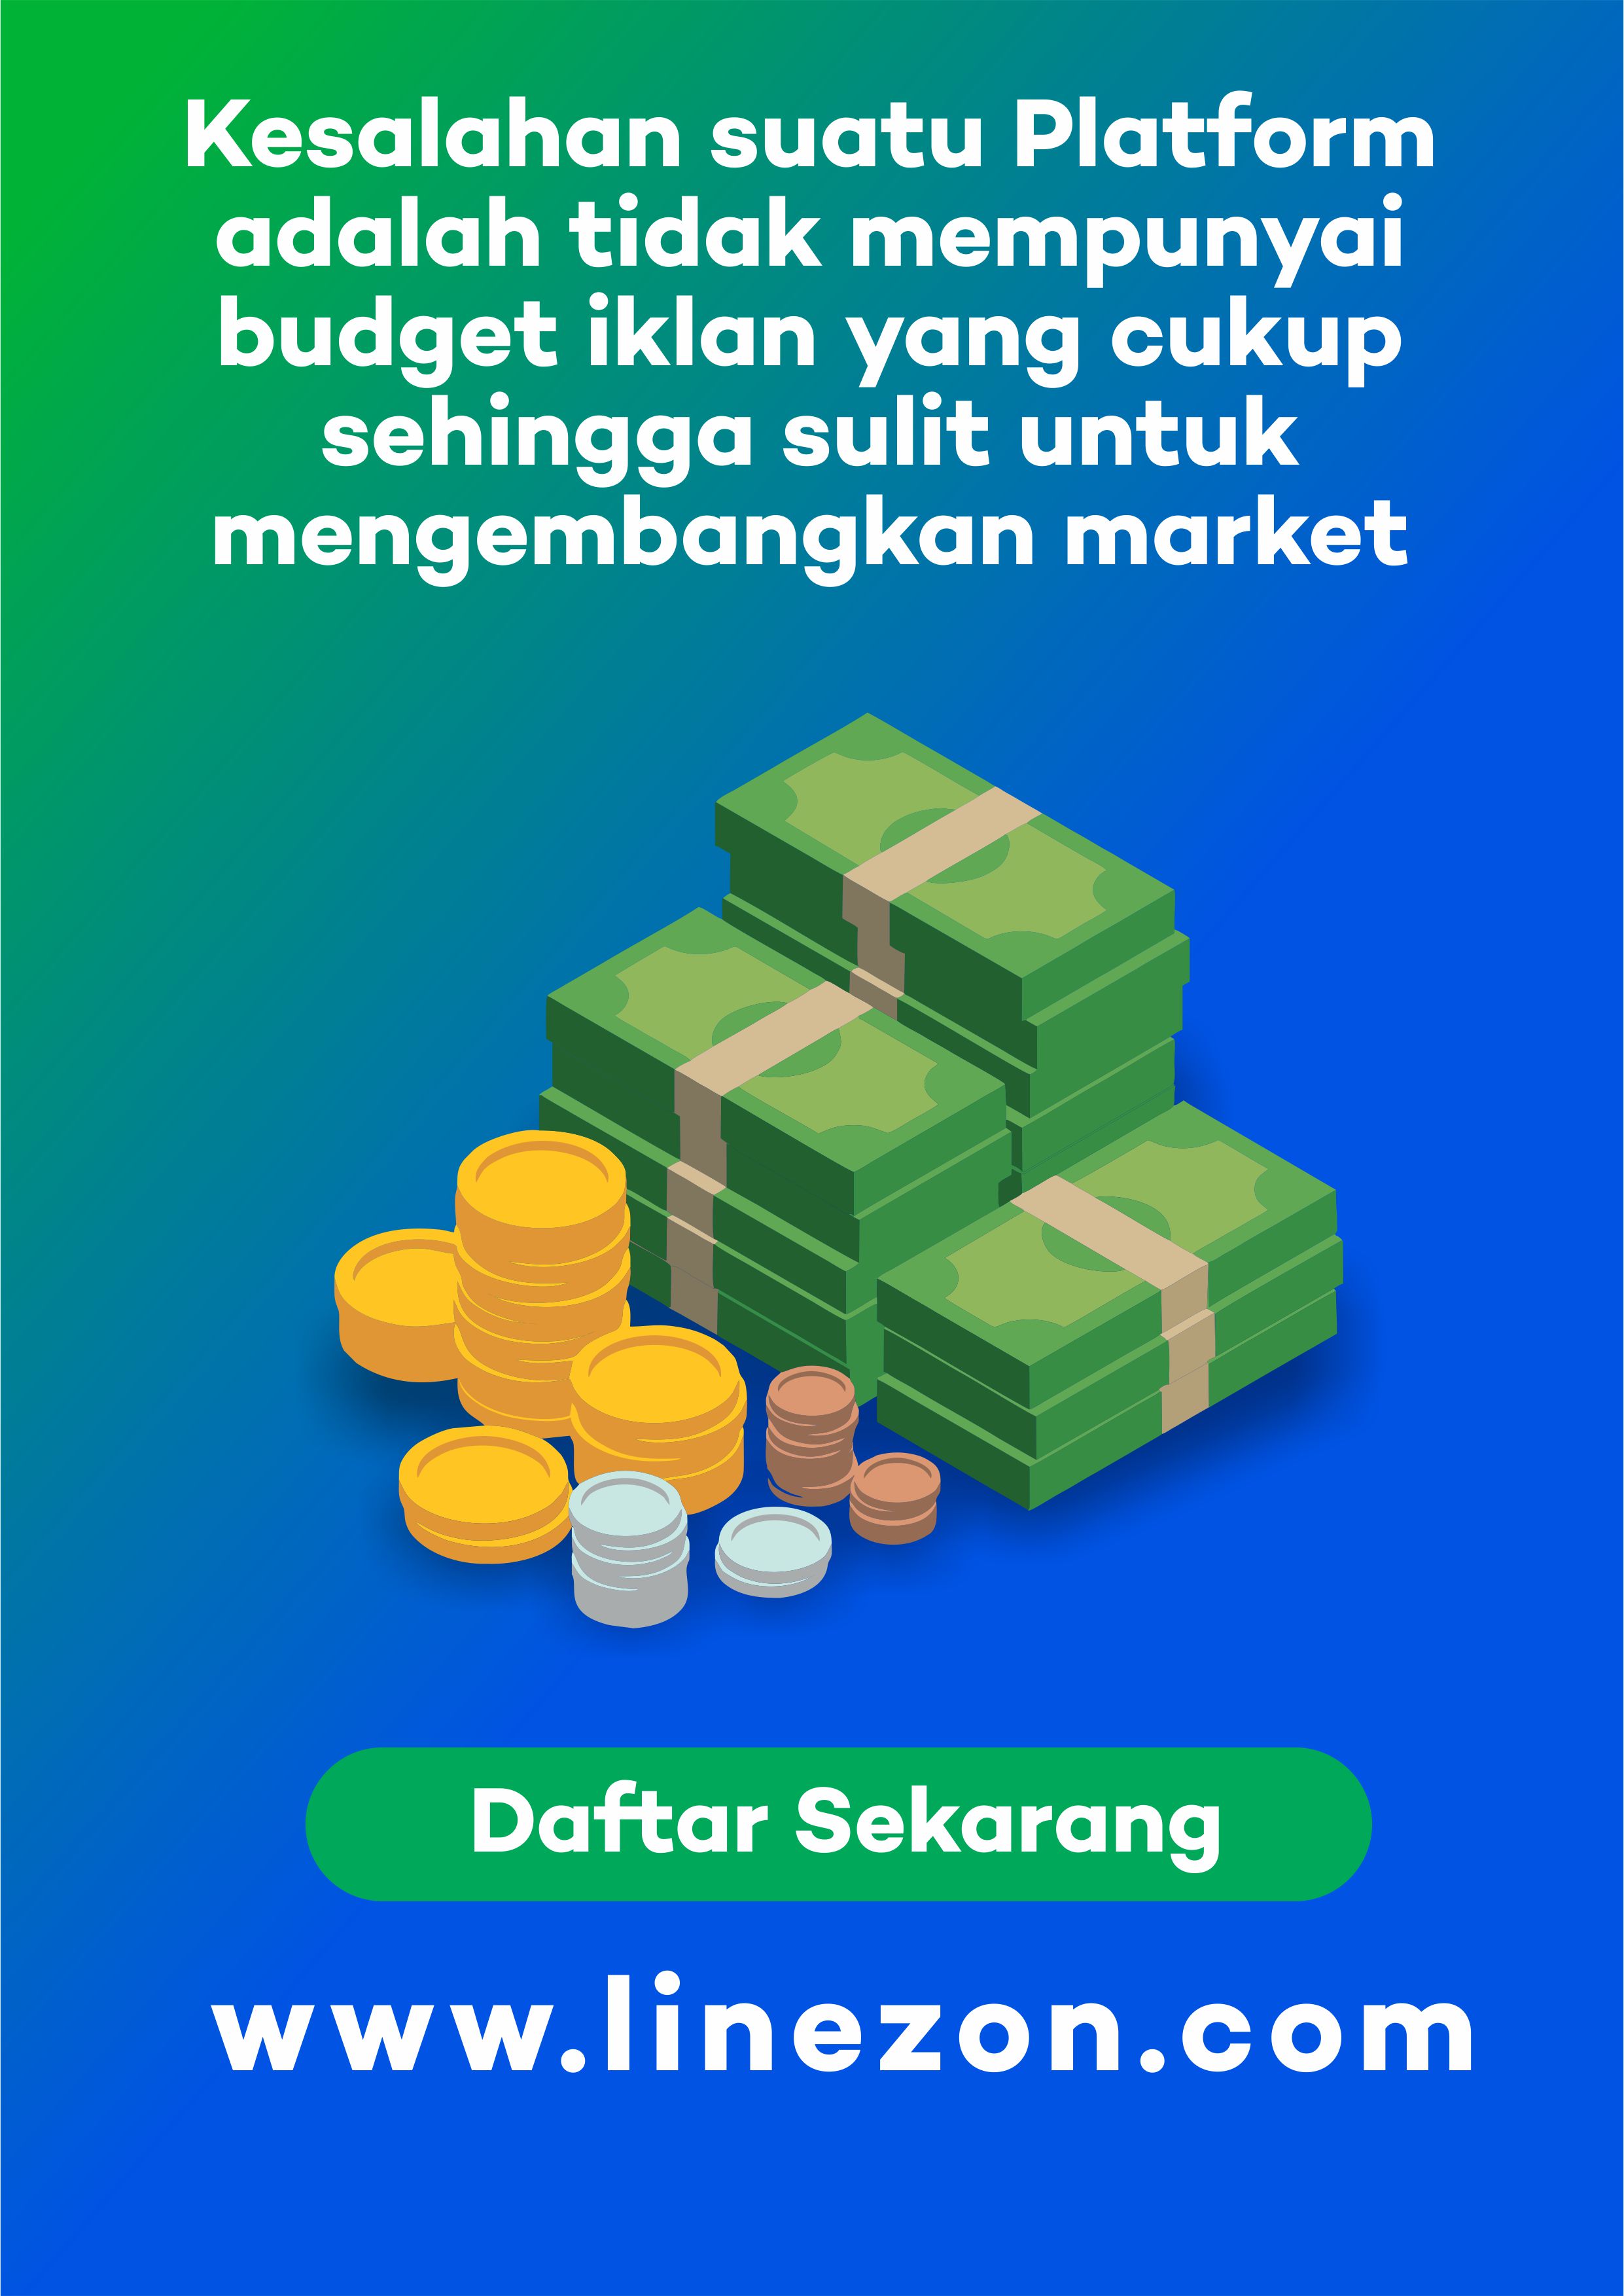 Kesalahan suatu Platform
adalah tidak mempunyai
budget iklan yang cukup
sehingga sulit untuk
mengembangkan market
Daftar Sekarang
www.linezon.com